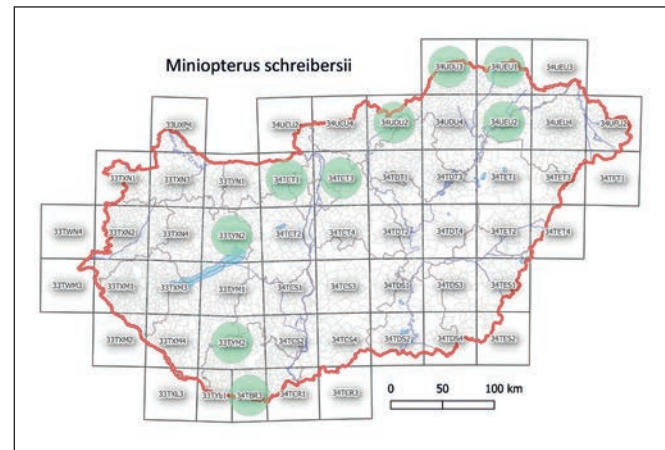 Miniopterus schreibersii
34UDU3 34UEU1 34UEU3
33UXP4 34UCU2 34UCU4 34UDU2 34UDU4 34UEU2 34UEU4 34UFU2
33TXN1 33TXN3 33TYN1 34TCT1 34TCT3 34TDT1 34TDT3 34TET1 34TET3 34TFT1
33TWN4 33TXN2 33TXN4 33TYN2 34TCT2 34TCT4 34TDT2 34TDT4 34TET2 34TET4
33TWM3 33TXM1 33TXM3 33TYM1 34TCS1 34TCS3 34TDS1 34TDS3 34TES1
33TXM2 33TXM4 33TYM2 34TCS2 34TCS4 34TDS2 34TDS4 34TES2
33TXL3 33TYL1 34TBR3 34TCR1 34TCR3
0 50 100 km